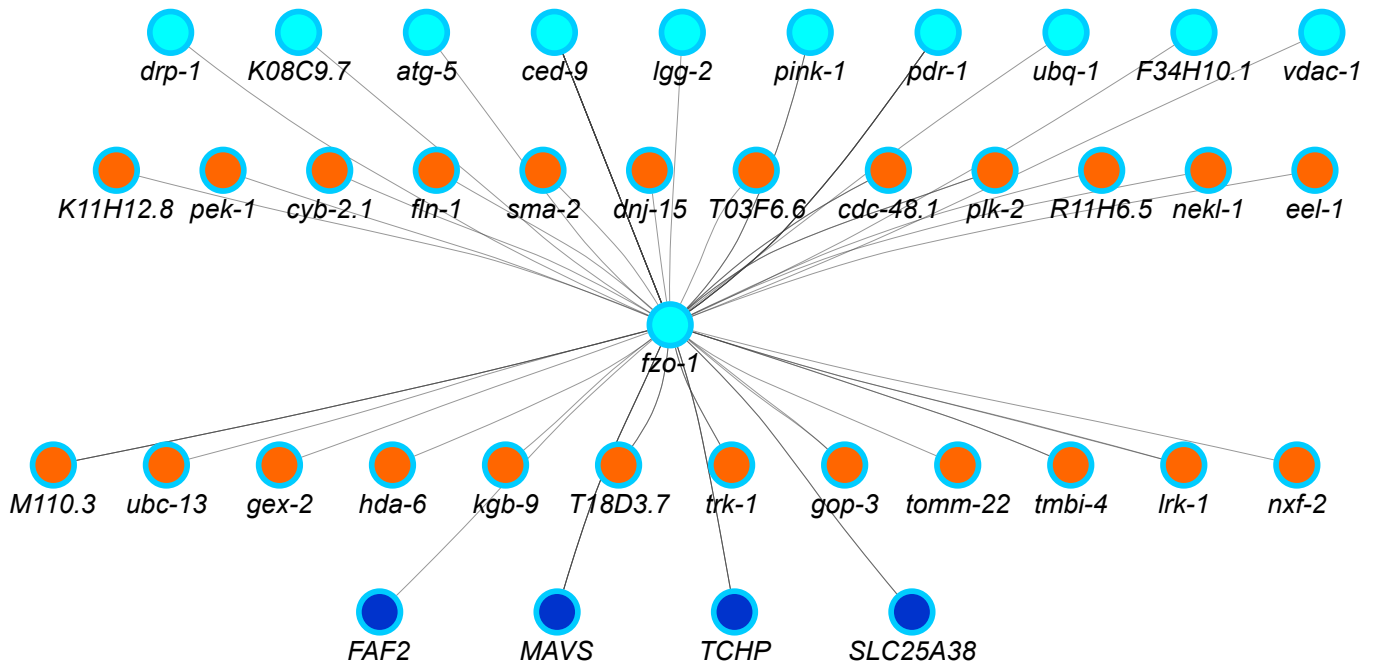 drp-1 K08C9.7 atg-5 ced-9 lgg-2 pink-1 pdr-1 ubq-1 F34H10.1 vdac-1
K11H12.8 pek-1 cyb-2.1 fln-1 sma-2 dnj-15 T03F6.6 cdc-48.1 plk-2 R11H6.5 nekl-1 eel-1
fzo-1
M110.3 ubc-13 gex-2 hda-6 kgb-9 T18D3.7 trk-1 gop-3 tomm-22 tmbi-4 lrk-1 nxf-2
FAF2 MAVS TCHP SLC25A38